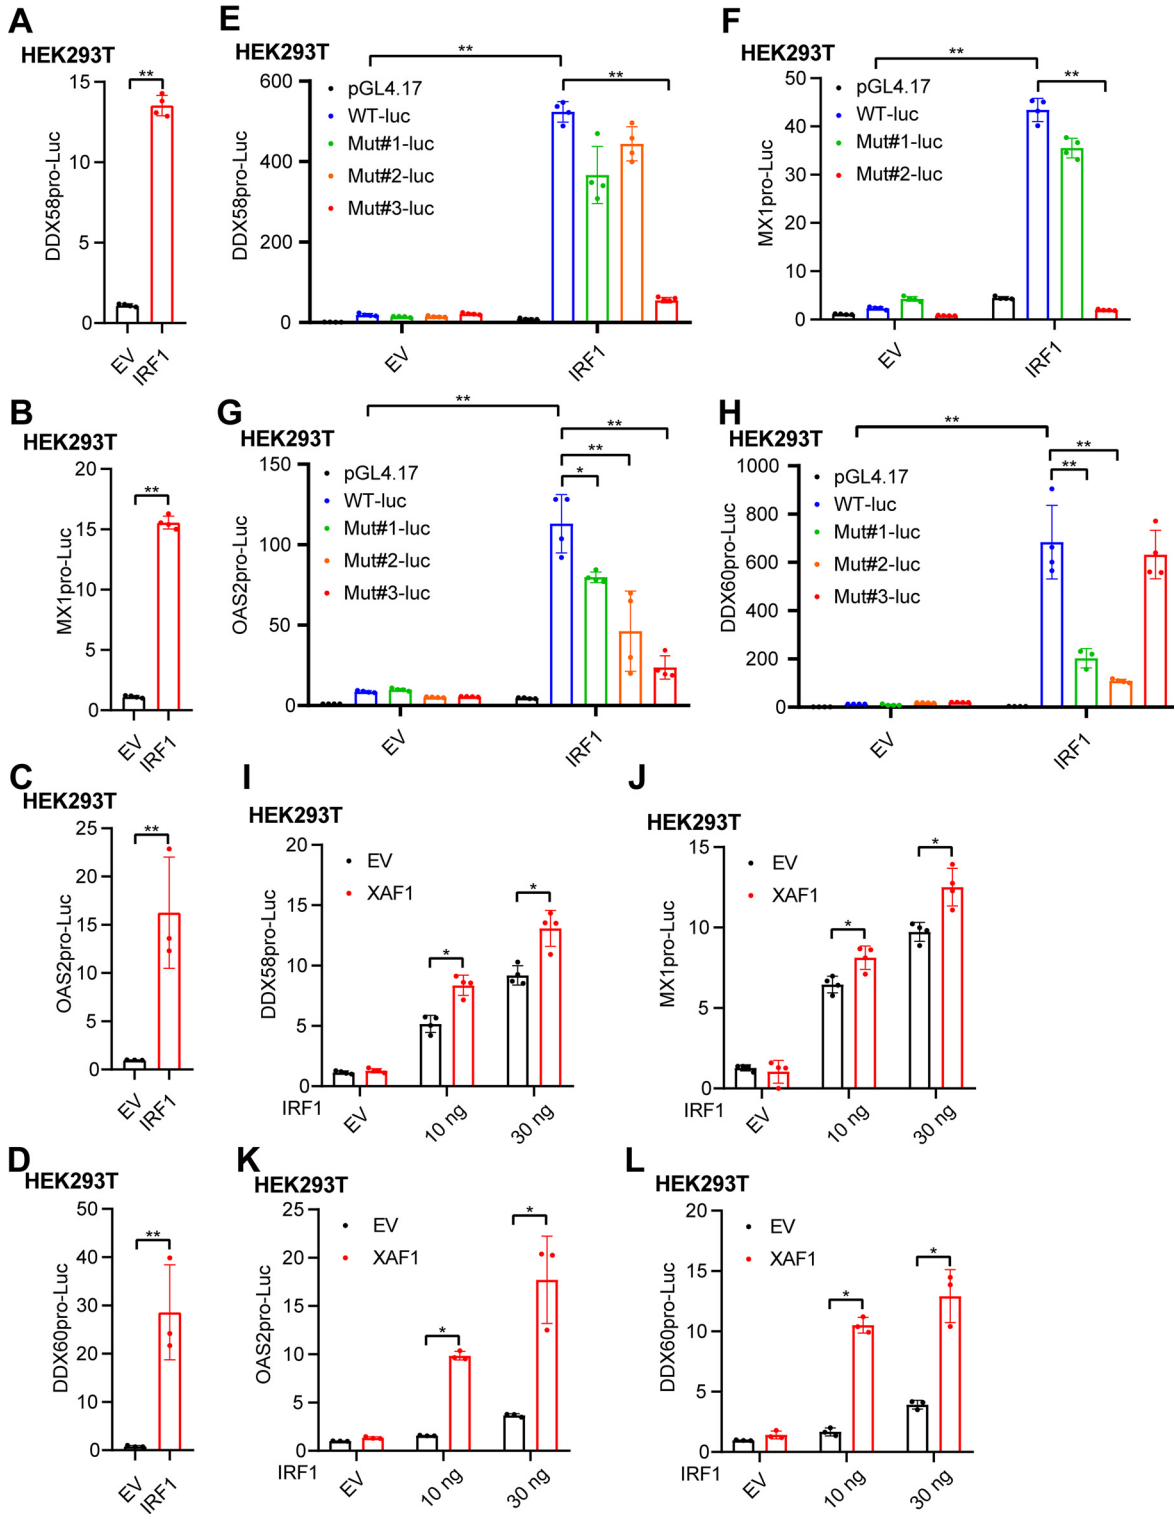 A
HEK293T
**
DDX58pro-Luc
15
10
5
0
EV
IRF1
E
HEK293T
**
**
DDX58pro-Luc
600
400
200
0
pGL4.17
WT-luc
Mut#1-luc
Mut#2-luc
Mut#3-luc
EV
IRF1
F
HEK293T
**
**
MX1pro-Luc
50
40
30
20
10
0
pGL4.17
WT-luc
Mut#1-luc
Mut#2-luc
EV
IRF1
B
HEK293T
**
MX1pro-Luc
20
15
10
5
0
EV
IRF1
G
HEK293T
**
**
**
*
OAS2pro-Luc
150
100
50
0
pGL4.17
WT-luc
Mut#1-luc
Mut#2-luc
Mut#3-luc
EV
IRF1
H
HEK293T
**
**
**
DDX60pro-Luc
1000
800
600
400
200
0
pGL4.17
WT-luc
Mut#1-luc
Mut#2-luc
Mut#3-luc
EV
IRF1
C
HEK293T
**
OAS2pro-Luc
25
20
15
10
5
0
EV
IRF1
I
HEK293T
DDX58pro-Luc
20
15
10
5
0
EV
XAF1
*
*
IRF1
EV
10 ng
30 ng
J
HEK293T
MX1pro-Luc
15
10
5
0
EV
XAF1
*
*
IRF1
EV
10 ng
30 ng
D
HEK293T
**
DDX60pro-Luc
50
40
30
20
10
0
EV
IRF1
K
HEK293T
OAS2pro-Luc
25
20
15
10
5
0
EV
XAF1
*
*
IRF1
EV
10 ng
30 ng
L
HEK293T
DDX60pro-Luc
20
15
10
5
0
EV
XAF1
*
*
IRF1
EV
10 ng
30 ng